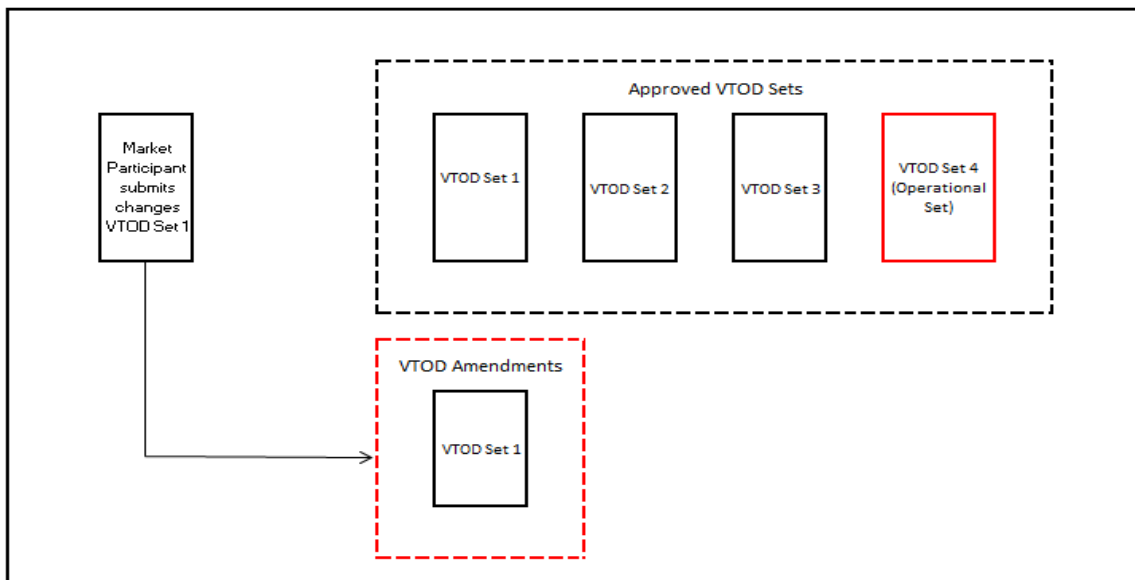 Approved VTOD Sets
Market
Participant
submits
changes
VTOD Set 1
VTOD Set 1
VTOD Set 2
VTOD Set 3
VTOD Set 4
(Operational
Set)
VTOD Amendments
VTOD Set 1